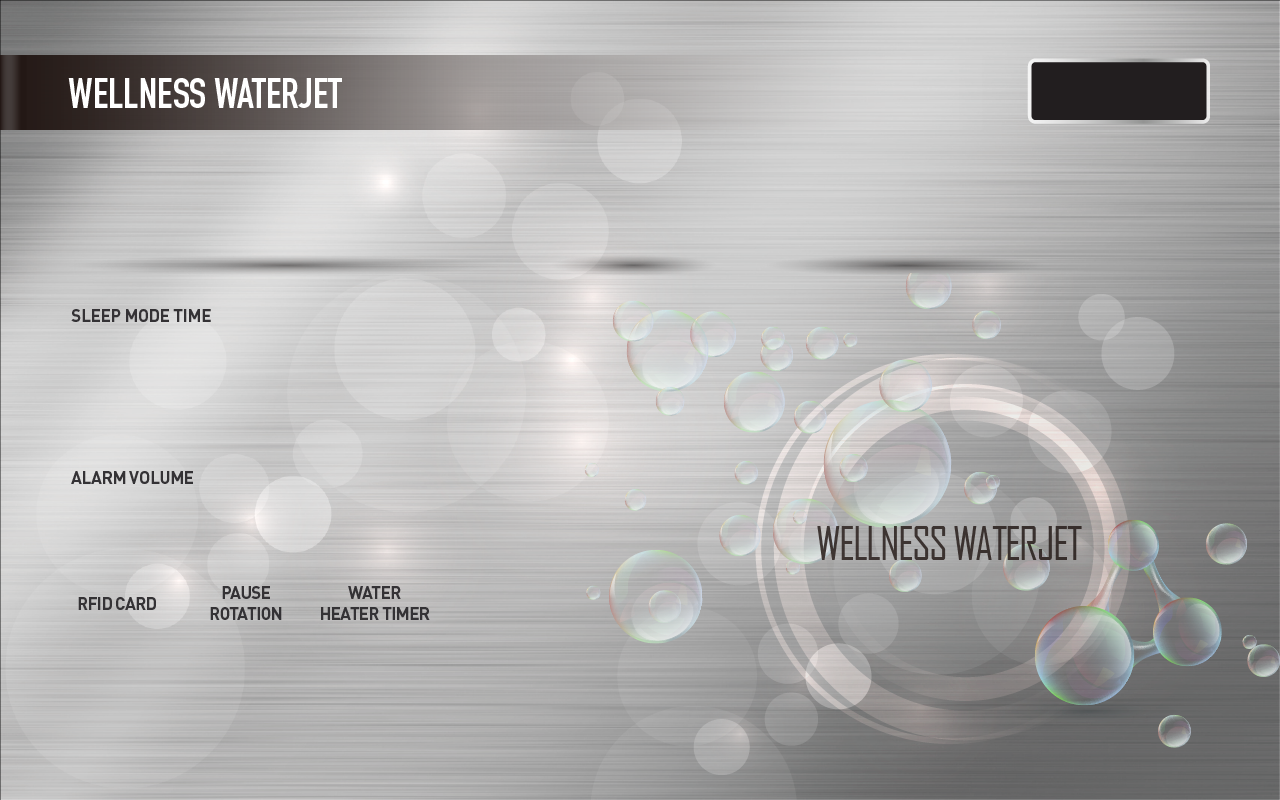 WELLNESS WATERJET
SLEEP MODE TIME
ALARM VOLUME
WELLNESS WATERJET
RFID CARD
PAUSE
ROTATION
WATER
HEATER TIMER